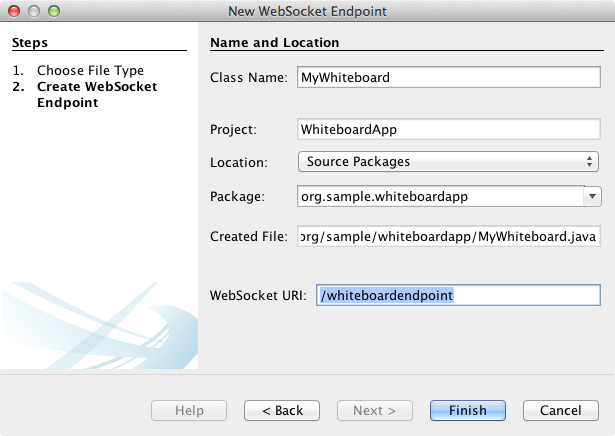 New WebSocket Endpoint
Steps
1. Choose File Type
2. Create WebSocket
Endpoint
Name and Location
Class Name: MyWhiteboard
Project: WhiteboardApp
Location: Source Packages
Package: org.sample.whiteboardapp
Created File: org/sample/whiteboardapp/MyWhiteboard.java
WebSocket URI: /whiteboardendpoint
Help < Back Next > Finish Cancel